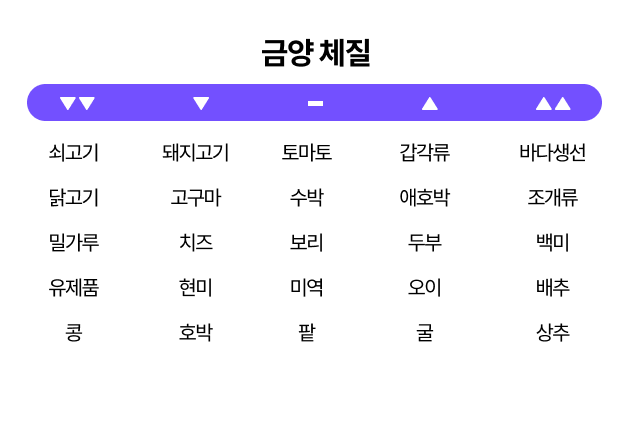 금양 체질
▼▼ ▼ - ▲ ▲▲
쇠고기 돼지고기 토마토 갑각류 바다생선
닭고기 고구마 수박 애호박 조개류
밀가루 치즈 보리 두부 백미
유제품 현미 미역 오이 배추
콩 호박 팥 굴 상추